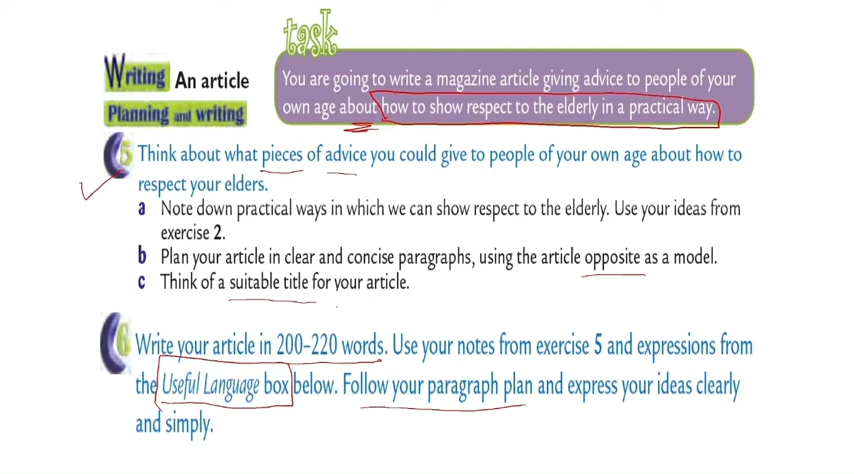 task
Writing An article
You are going to write a magazine article giving advice to people of your
own age about how to show respect to the elderly in a practical way.
Planning and writing
5 Think about what pieces of advice you could give to people of your own age about how to
respect your elders.
a Note down practical ways in which we can show respect to the elderly. Use your ideas from
exercise 2.
b Plan your article in clear and concise paragraphs, using the article opposite as a model.
c Think of a suitable title for your article.
6 Write your article in 200-220 words. Use your notes from exercise 5 and expressions from
the Useful Language box below. Follow your paragraph plan and express your ideas clearly
and simply.